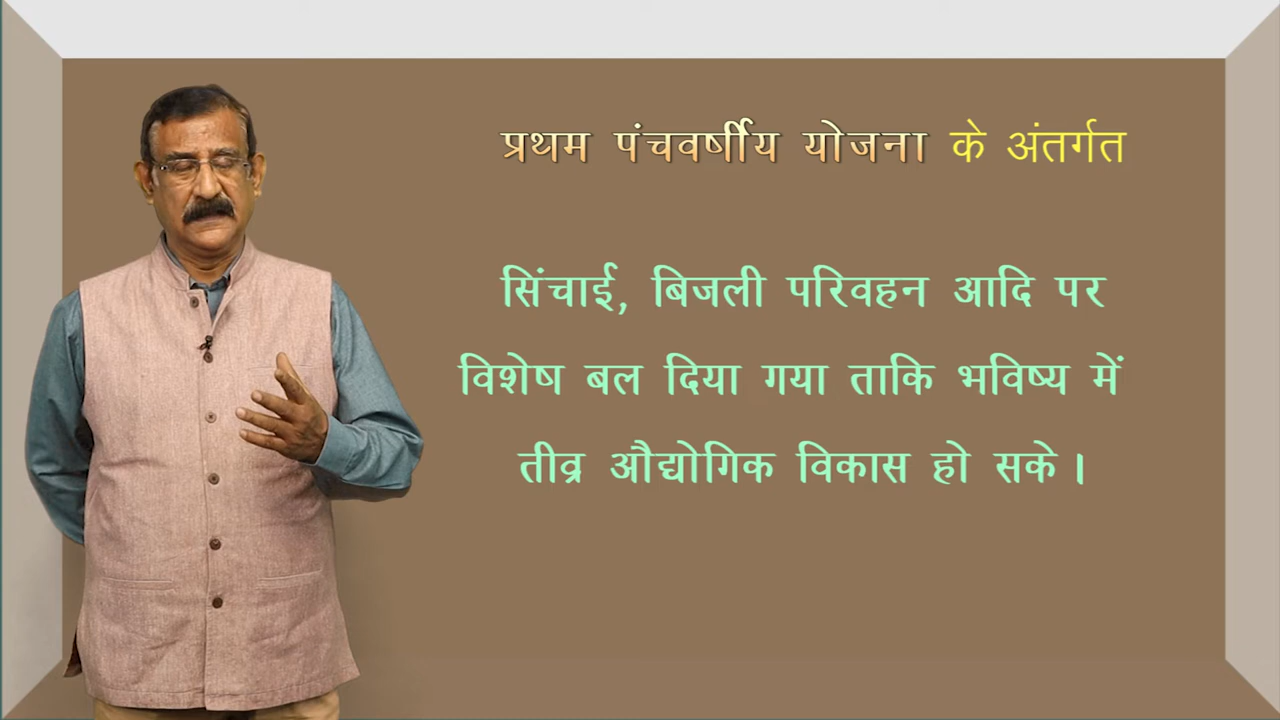 प्रथम पंचवर्षीय योजना के अंतर्गत
सिंचाई, बिजली परिवहन आदि पर
विशेष बल दिया गया ताकि भविष्य में
तीव्र औद्योगिक विकास हो सके।